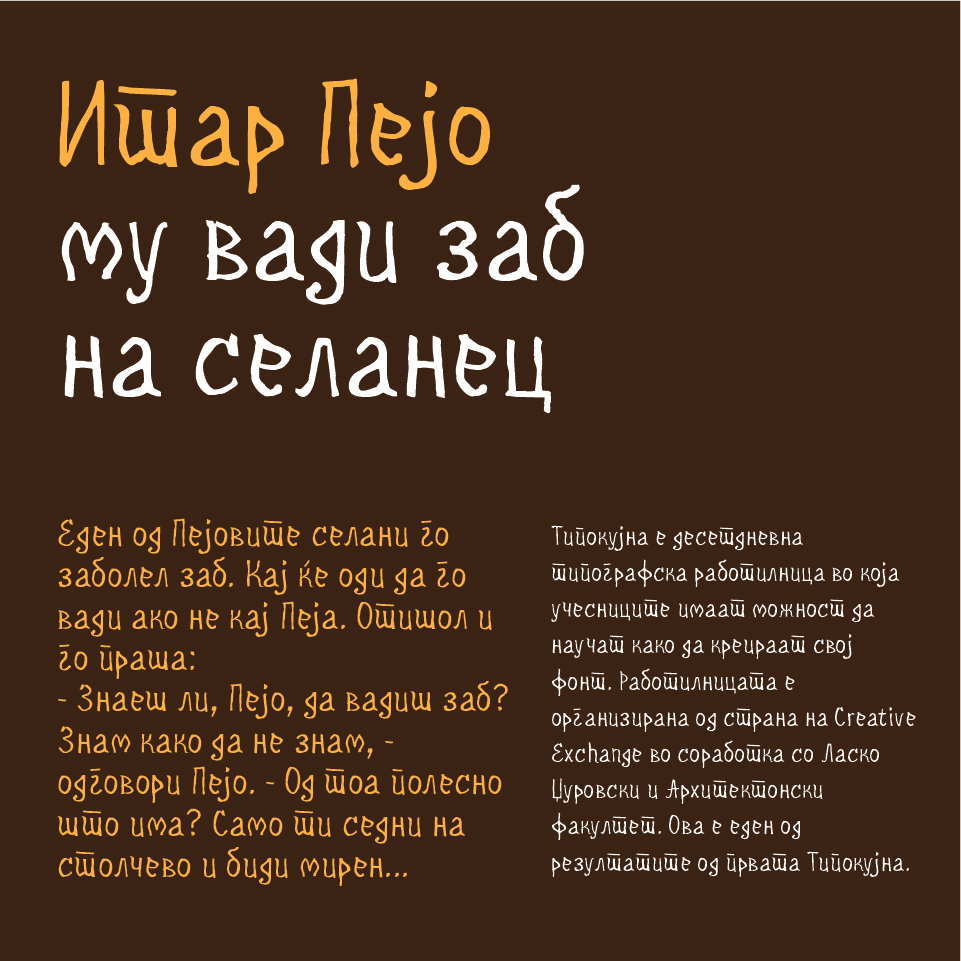 Итар Пејо
му вади заб
на селанец
Еден од Пејовите селани го
заболел заб. Кај ќе оди да го
вади ако не кај Пеја. Отишол и
го праша:
- Знаеш ли, Пејо, да вадиш заб?
Знам како да не знам, -
одговори Пејо. - Од тоа полесно
што има? Само ти седни на
столчево и биди мирен...
Типокујна е десетдневна
типографска работилница во која
учесниците имаат можност да
научат како да креираат свој
фонт. Работилницата е
организирана од страна на Creative
Exchange во соработка со Ласко
Џуровски и Архитектонски
факултет. Ова е еден од
резултатите од првата Типокујна.